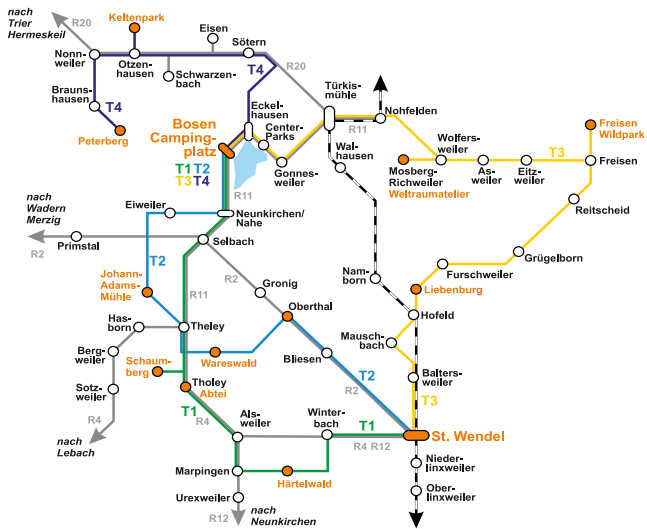 nach
Trier
Hermeskeil
R20
Keltenpark
Eisen
Sötern
Nonn-
weiler
Otzen-
hausen
Schwarzen-
bach
T4
R20
Türkis-
mühle
Brauns-
hausen
T4
Peterberg
Eckel-
hausen
Bosen
Camping-
platz
Center-
Parks
R11
Nohfelden
Freisen
Wildpark
Gonnes-
weiler
Wal-
hausen
Wolfers-
weiler
T3
Freisen
T1 T2
T3 T4
Mosberg-
Richweiler
Weltraumatelier
As-
weiler
Eitz-
weiler
R11
nach
Wadern
Merzig
Eiweiler
Neunkirchen/
Nahe
Reitscheid
Primstal
R2
Selbach
T2
R2
Gronig
Grügelborn
Furschweiler
Nam-
born
Johann-
Adams-
Mühle
R11
Oberthal
Liebenburg
Has-
born
Theley
Hofeld
Berg-
weiler
Wareswald
Bliesen
Mausch-
bach
Schaum-
berg
T2
R2
Balters-
weiler
Sotz-
weiler
Tholey
Abtei
T3
T1
R4
Als-
weiler
Winter-
bach
T1
St. Wendel
R4
R4 R12
nach
Lebach
Nieder-
linxweiler
Marpingen
Härtelwald
Ober-
linxweiler
Urexweiler
R12
nach
Neunkirchen